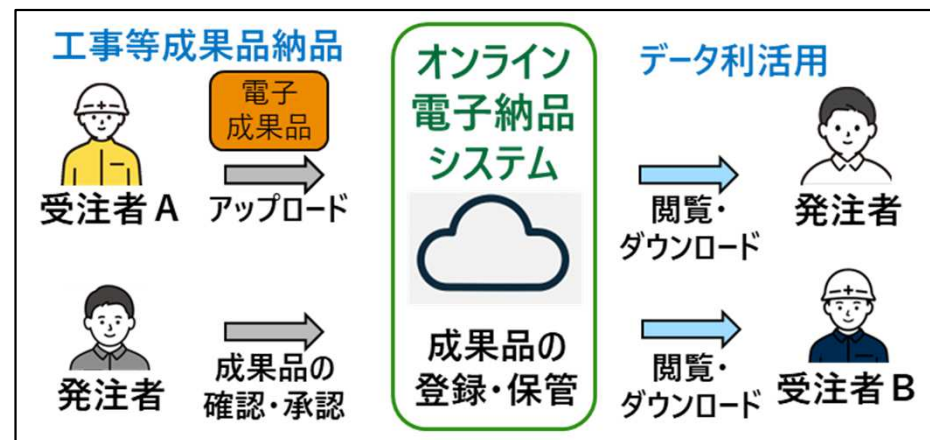 工事等成果品納品
電子
成果品
受注者A
アップロード
発注者
成果品の
確認・承認
オンライン
電子納品
システム
成果品の
登録・保管
データ利活用
閲覧・
ダウンロード
発注者
閲覧・
ダウンロード
受注者B